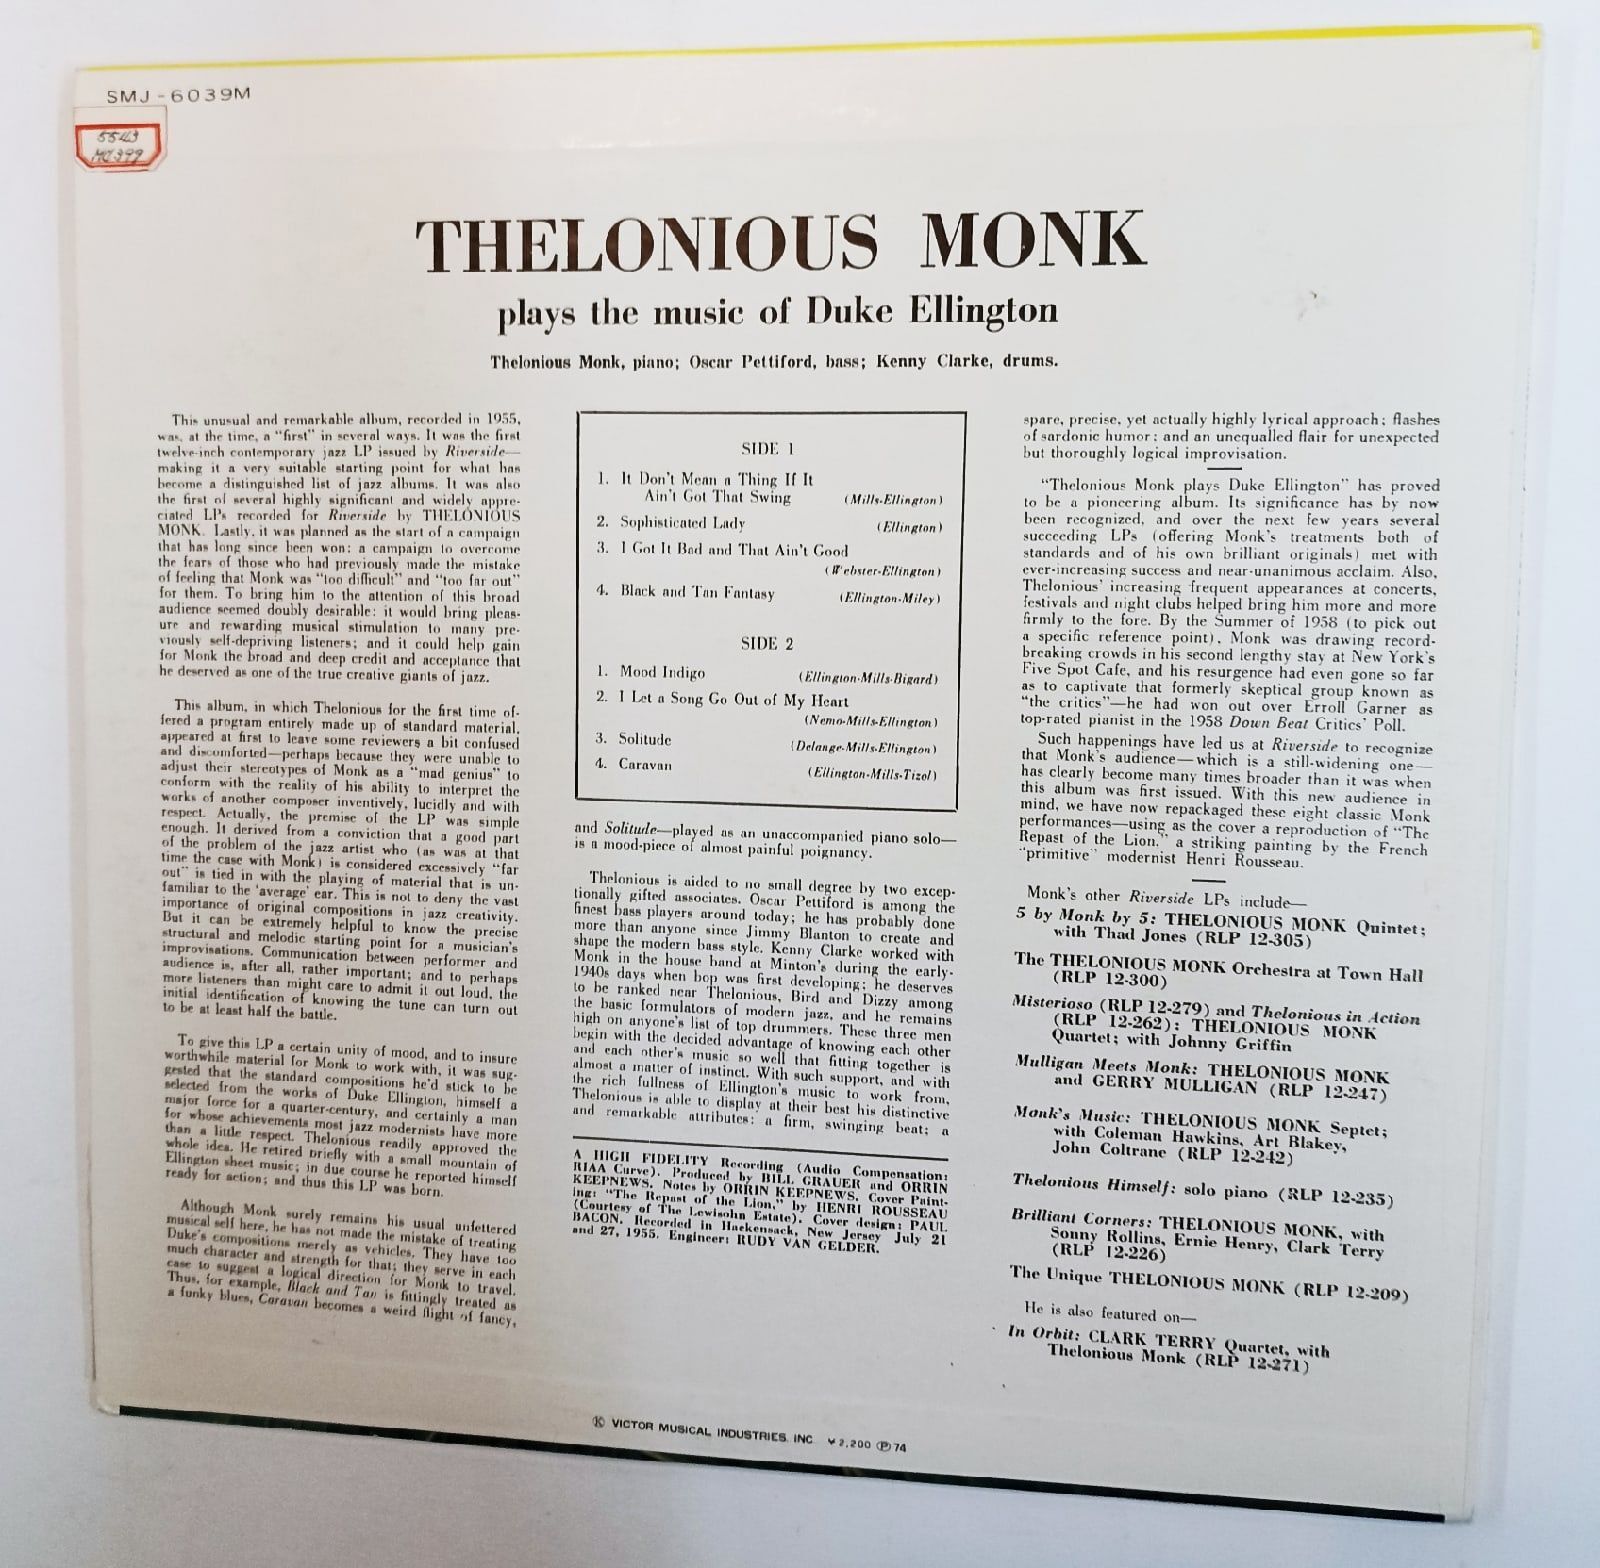 SMJ-6039M
5543
THELONIOUS MONK
plays the music of Duke Ellington
Thelonious Monk, piano; Oscar Pettiford, bass; Kenny Clarke, drums.
This unusual and remarkable album, recorded in 1955,
was, at the time, a "first" in several ways. It was the first
twelve-inch contemporary jazz LP issued by Riverside—
making it a very suitable starting point for what has
become a distinguished list of jazz albums. It was also
the first of several highly significant and widely appre-
ciated LPs recorded for Riverside by THELONIOUS
MONK. Lastly, it was planned as the start of a campaign
that has long since been won: a campaign to overcome
the fears of those who had previously made the mistake
of feeling that Monk was "too difficult" and "too far out"
for them. To bring him to the attention of this broad
audience seemed doubly desirable: it would bring pleas-
ure and rewarding musical stimulation to many pre-
viously self-depriving listeners; and it could help gain
for Monk the broad and deep credit and acceptance that
he deserved as one of the true creative giants of jazz.
This album, in which Thelonious for the first time of-
fered a program entirely made up of standard material,
appeared at first to leave some reviewers a bit confused
and discomforted—perhaps because they were unable to
adjust their stereotypes of Monk as a "mad genius" to
conform with the reality of his ability to interpret the
works of another composer inventively, lucidly and with
respect. Actually, the premise of the LP was simple
enough. It derived from a conviction that a good part
of the problem of the jazz artist who (as was at that
time the case with Monk) is considered excessively "far
out" is tied in with the playing of material that is un-
familiar to the 'average' ear. This is not to deny the vast
importance of original compositions in jazz creativity.
But it can be extremely helpful to know the precise
structural and melodic starting point for a musician's
improvisations. Communication between performer and
audience is, after all, rather important; and to perhaps
more listeners than might care to admit it out loud, the
initial identification of knowing the tune can turn out
to be at least half the battle.
To give this LP a certain unity of mood, and to insure
worthwhile material for Monk to work with, it was sug-
gested that the standard compositions he'd stick to be
selected from the works of Duke Ellington, himself a
major force for a quarter-century, and certainly a man
for whose achievements most jazz modernists have more
than a little respect. Thelonious readily approved the
whole idea. He retired briefly with a small mountain of
Ellington sheet music; in due course he reported himself
ready for action; and thus this LP was born.
Although Monk surely remains his usual unfettered
musical self here, he has not made the mistake of treating
Duke's compositions merely as vehicles. They have too
much character and strength for that; they serve in each
case to suggest a logical direction for Monk to travel.
Thus, for example, Black and Tan is fittingly treated as
a funky blues, Caravan becomes a weird flight of fancy,
SIDE 1
1. It Don't Mean a Thing If It
Ain't Got That Swing (Mills-Ellington)
2. Sophisticated Lady (Ellington)
3. I Got It Bad and That Ain't Good
(Webster-Ellington)
4. Black and Tan Fantasy (Ellington-Miley)
SIDE 2
1. Mood Indigo (Ellington-Mills-Bigard)
2. I Let a Song Go Out of My Heart
(Nemo-Mills-Ellington)
3. Solitude (Delange-Mills-Ellington)
4. Caravan (Ellington-Mills-Tizol)
and Solitude—played as an unaccompanied piano solo—
is a mood-piece of almost painful poignancy.
Thelonious is aided to no small degree by two excep-
tionally gifted associates. Oscar Pettiford is among the
finest bass players around today; he has probably done
more than anyone since Jimmy Blanton to create and
shape the modern bass style. Kenny Clarke worked with
Monk in the house band at Minton's during the early-
1940s days when bop was first developing; he deserves
to be ranked near Thelonious, Bird and Dizzy among
the basic formulators of modern jazz, and he remains
high on anyone's list of top drummers. These three men
begin with the decided advantage of knowing each other
and each other's music so well that fitting together is
almost a matter of instinct. With such support, and with
the rich fullness of Ellington's music to work from,
Thelonious is able to display at their best his distinctive
and remarkable attributes: a firm, swinging beat; a
A HIGH FIDELITY Recording (Audio Compensation:
RIAA Curve). Produced by BILL GRAUER and ORRIN
KEEPNEWS. Notes by ORRIN KEEPNEWS. Cover Paint-
ing: "The Repast of the Lion," by HENRI ROUSSEAU
(Courtesy of The Lewisohn Estate). Cover design: PAUL
BACON. Recorded in Hackensack, New Jersey July 21
and 27, 1955. Engineer: RUDY VAN GELDER.
spare, precise, yet actually highly lyrical approach; flashes
of sardonic humor; and an unequalled flair for unexpected
but thoroughly logical improvisation.
"Thelonious Monk plays Duke Ellington" has proved
to be a pioneering album. Its significance has by now
been recognized, and over the next few years several
succeeding LPs (offering Monk's treatments both of
standards and of his own brilliant originals) met with
ever-increasing success and near-unanimous acclaim. Also,
Thelonious' increasing frequent appearances at concerts,
festivals and night clubs helped bring him more and more
firmly to the fore. By the Summer of 1958 (to pick out
a specific reference point), Monk was drawing record-
breaking crowds in his second lengthy stay at New York's
Five Spot Cafe, and his resurgence had even gone so far
as to captivate that formerly skeptical group known as
"the critics"—he had won out over Erroll Garner as
top-rated pianist in the 1958 Down Beat Critics' Poll.
Such happenings have led us at Riverside to recognize
that Monk's audience—which is a still-widening one—
has clearly become many times broader than it was when
this album was first issued. With this new audience in
mind, we have now repackaged these eight classic Monk
performances—using as the cover a reproduction of "The
Repast of the Lion," a striking painting by the French
"primitive" modernist Henri Rousseau.
Monk's other Riverside LPs include—
5 by Monk by 5: THELONIOUS MONK Quintet;
with Thad Jones (RLP 12-305)
The THELONIOUS MONK Orchestra at Town Hall
(RLP 12-300)
Misterioso (RLP 12-279) and Thelonious in Action
(RLP 12-262): THELONIOUS MONK
Quartet; with Johnny Griffin
Mulligan Meets Monk: THELONIOUS MONK
and GERRY MULLIGAN (RLP 12-247)
Monk's Music: THELONIOUS MONK Septet;
with Coleman Hawkins, Art Blakey,
John Coltrane (RLP 12-242)
Thelonious Himself: solo piano (RLP 12-235)
Brilliant Corners: THELONIOUS MONK, with
Sonny Rollins, Ernie Henry, Clark Terry
(RLP 12-226)
The Unique THELONIOUS MONK (RLP 12-209)
He is also featured on—
In Orbit: CLARK TERRY Quartet, with
Thelonious Monk (RLP 12-271)
Ⓚ VICTOR MUSICAL INDUSTRIES, INC. ¥2,200 Ⓟ74